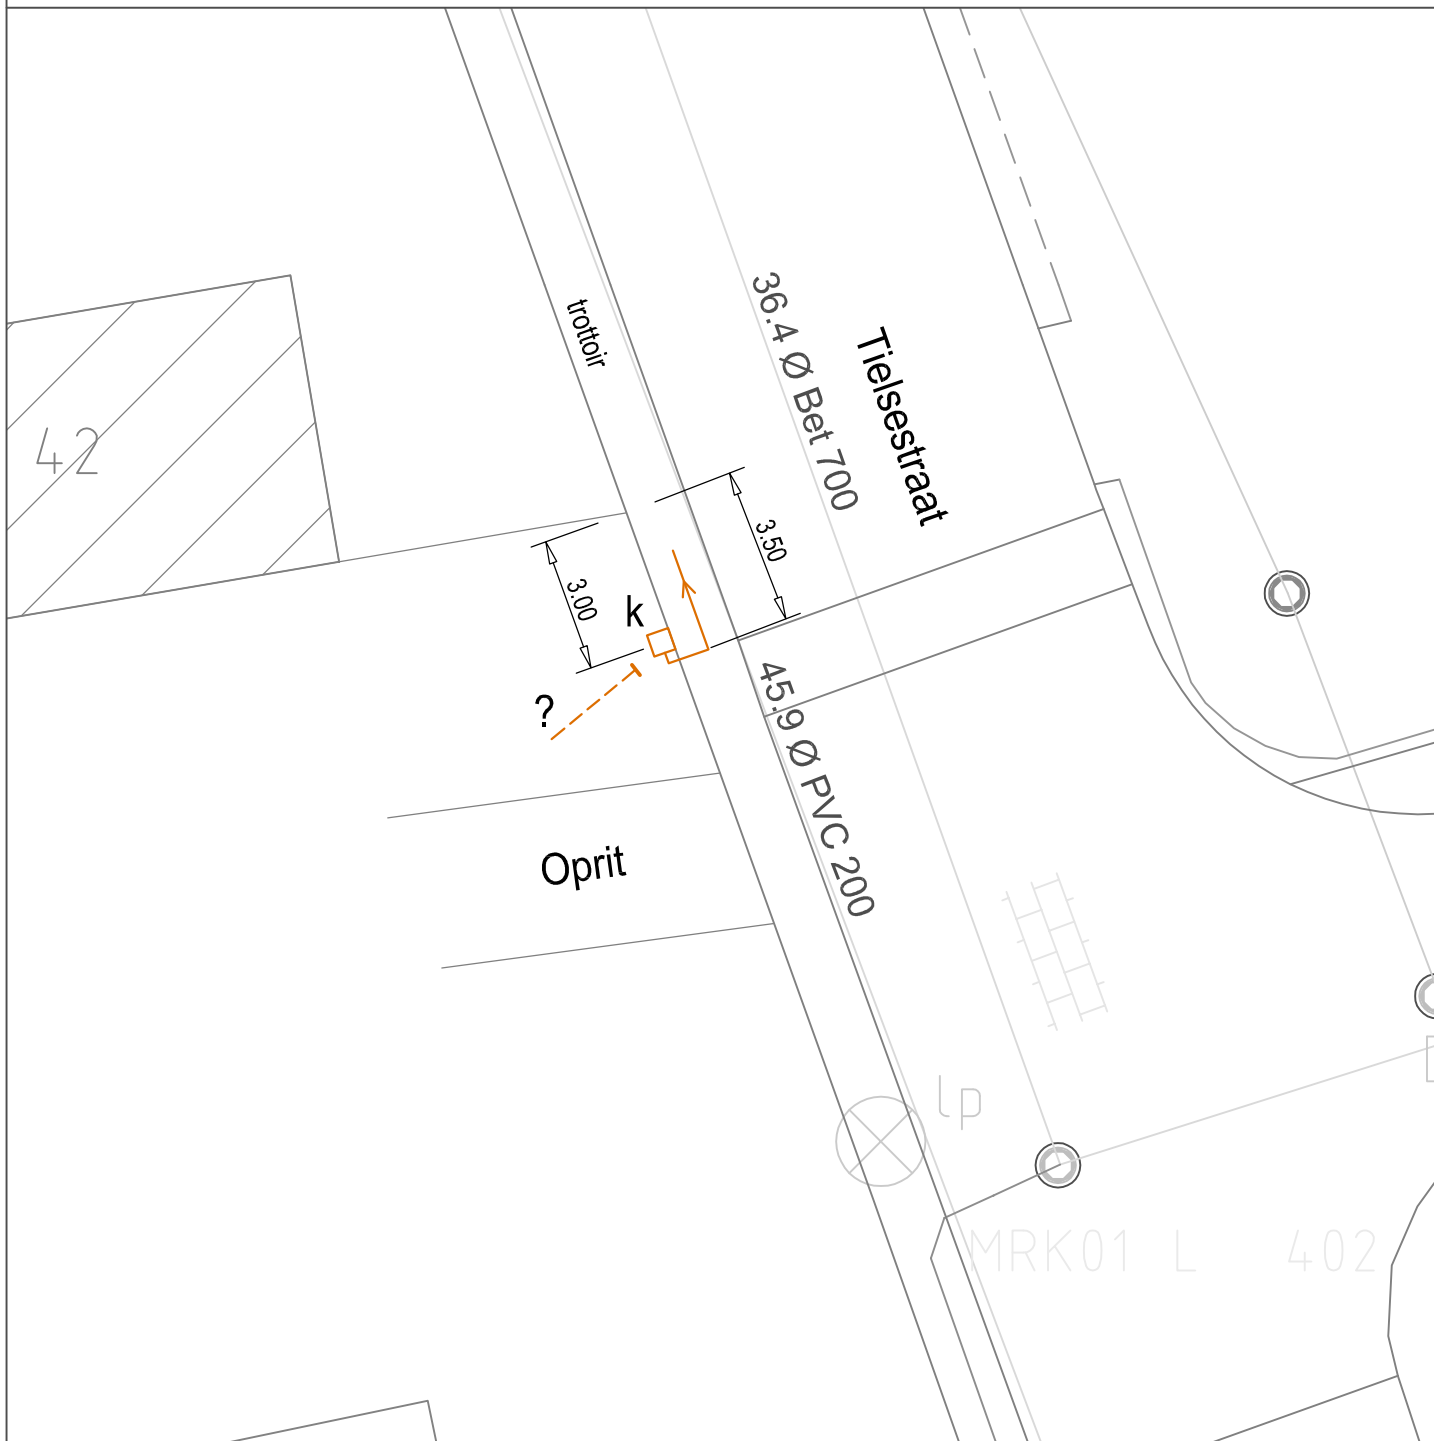 trottoir
36.4 Ø Bet 700
Tielsestraat
42
3.50
3.00
k
?
45.9 Ø PVC 200
Oprit
lp
MRK01 L 402